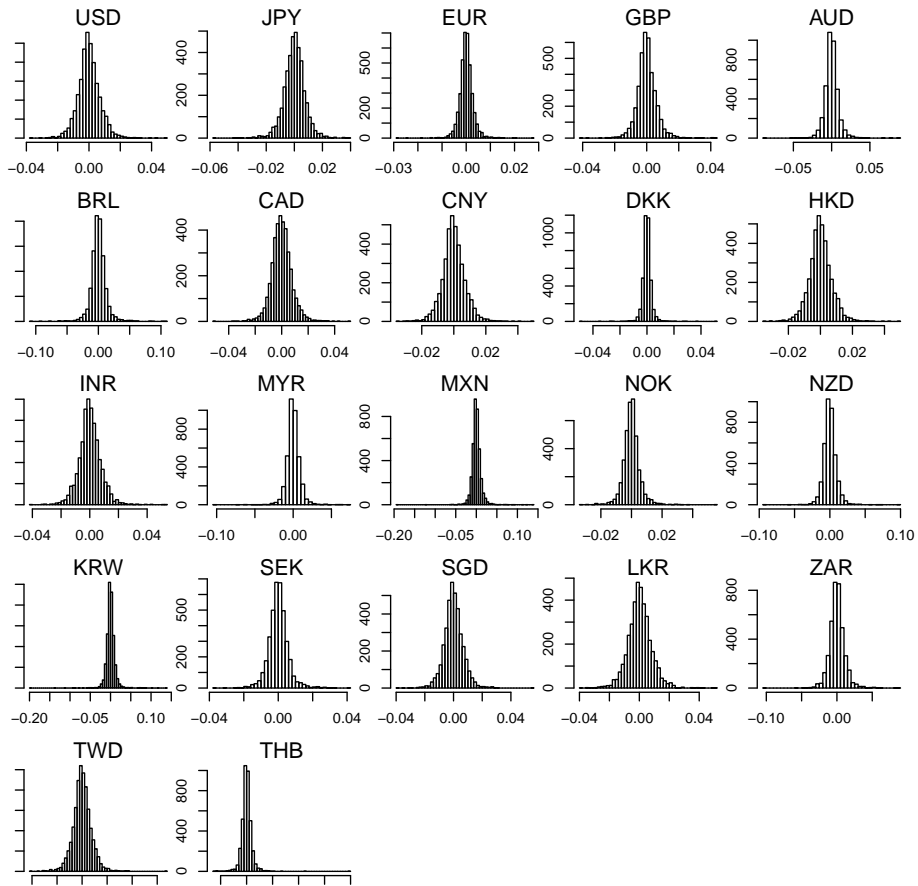 USD JPY EUR GBP AUD
0 200 400
0 200 500
0 200 500
0 400 800
−0.04 0.00 0.04
−0.06 −0.02 0.02
−0.03 0.00 0.02
−0.04 0.00 0.04
−0.05 0.05
BRL CAD CNY DKK HKD
0 200 400
0 200 500
0 400 1000
0 200 500
−0.10 0.00 0.10
−0.04 0.00 0.04
−0.02 0.02
−0.04 0.00 0.04
−0.02 0.02
INR MYR MXN NOK NZD
0 400 800
0 400 800
0 400
0 400 800
−0.04 0.00 0.04
−0.10 0.00
−0.20 −0.05 0.10
−0.02 0.02
−0.10 0.00 0.10
KRW SEK SGD LKR ZAR
0 200 500
0 200 400
0 200 400
0 400 800
−0.20 −0.05 0.10
−0.04 0.00 0.04
−0.04 0.00 0.04
−0.04 0.00 0.04
−0.10 0.00
TWD THB
0 400 800